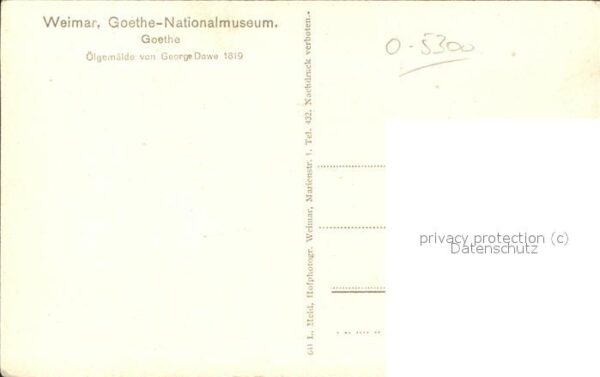 Weimar, Goethe-Nationalmuseum.
Goethe
Ölgemälde von George Dawe 1819
641 L. Held, Hofphotogr. Weimar, Marienstr. 1. Tel. 432. Nachdruck verboten.
O-5300
privacy protection (c)
Datenschutz